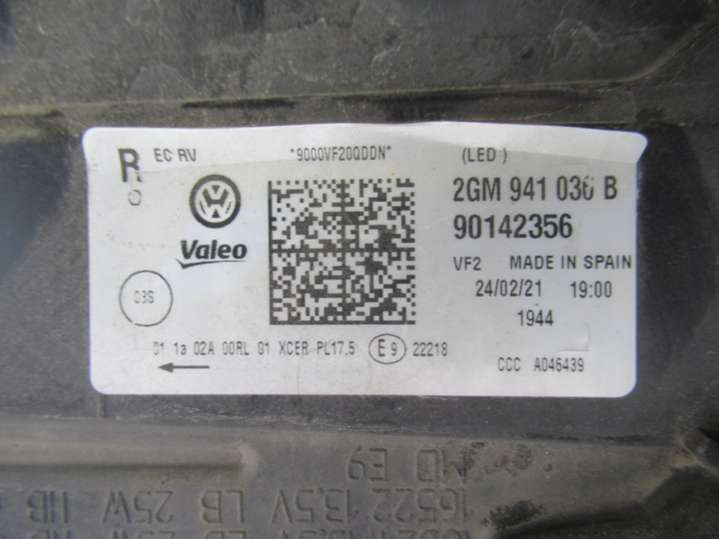 R EC RV *9000VF20QDDN* (LED)
2GM 941 036 B
90142356
Valeo
VF2 MADE IN SPAIN
24/02/21 19:00
03S
1944
01 1a 02A 00RL 01 XCER PL17.5 E9 22218
CCC A046439
MD E9
16522 13,5V LB 25W HB